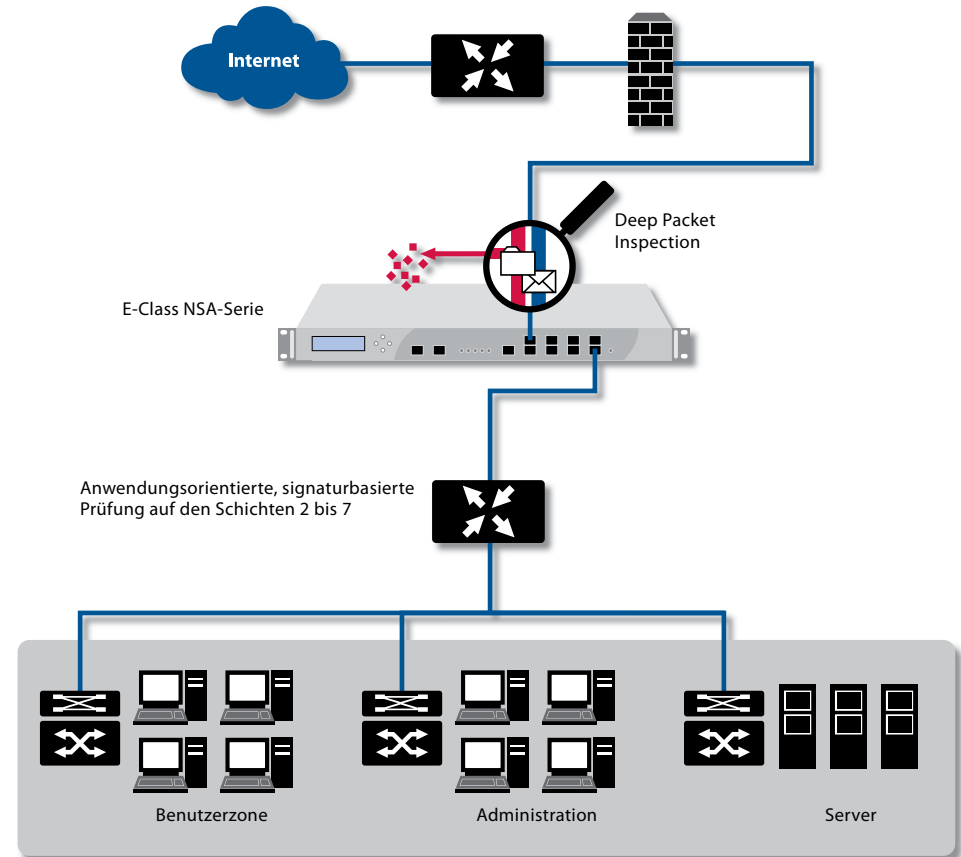 Internet
Deep Packet
Inspection
E-Class NSA-Serie
Anwendungsorientierte, signaturbasierte
Prüfung auf den Schichten 2 bis 7
Benutzerzone
Administration
Server